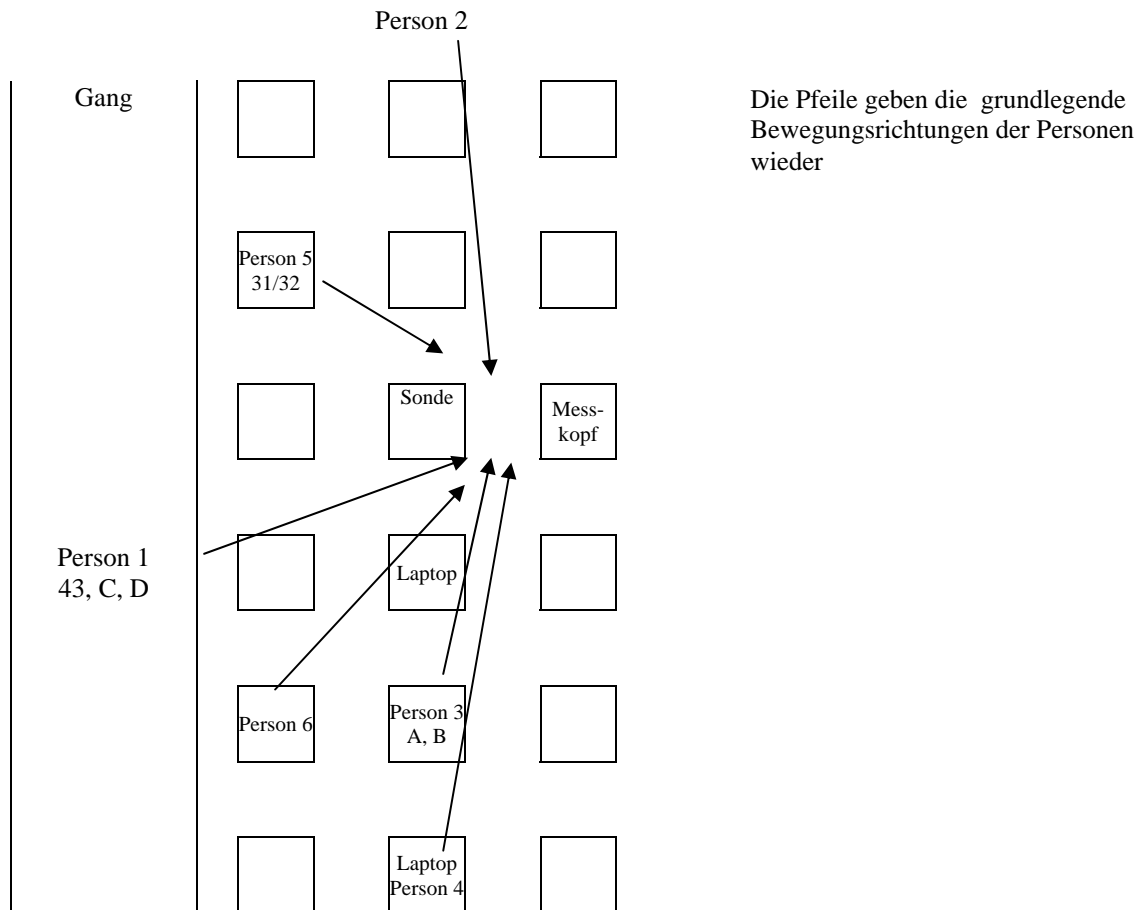 Person 2
Gang
Die Pfeile geben die  grundlegende
Bewegungsrichtungen der Personen
wieder
Person 5
31/32
Sonde
Mess-
kopf
Person 1
43, C, D
Laptop
Person 6
Person 3
A, B
Laptop
Person 4